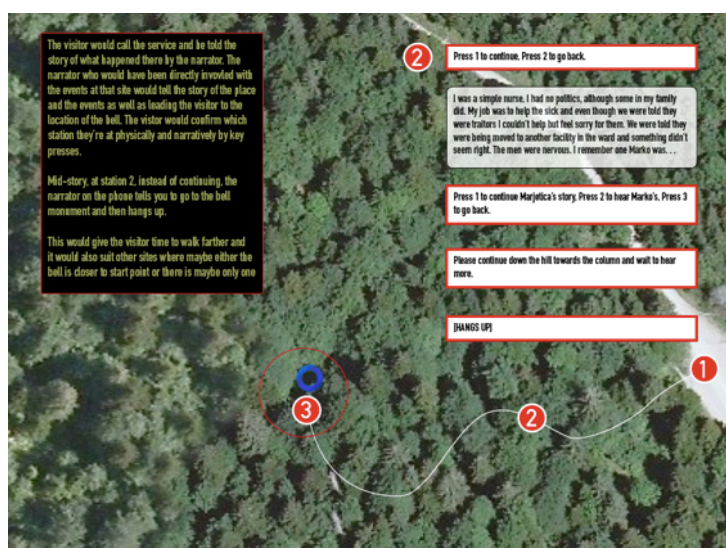 The visitor would call the service and be told the
story of what happened there by the narrator. The
narrator who would have been directly invovled with
the events at that site would tell the story of the place
and the events as well as leading the visitor to the
location of the bell. The vistor would confirm which
station they're at physically and narratively by key
presses.
Mid-story, at station 2, instead of continuing, the
narrator on the phone tells you to go to the bell
monument and then hangs up.
This would give the visitor time to walk farther and
it would also suit other sites where maybe either the
bell is closer to start point or there is maybe only one
2
Press 1 to continue, Press 2 to go back.
I was a simple nurse. I had no politics, although some in my family
did. My job was to help the sick and even though we were told they
were traitors I couldn't help but feel sorry for them. We were told they
were being moved to another facility in the ward and something didn't
seem right. The men were nervous. I remember one Marko was. . .
Press 1 to continue Marjetica's story, Press 2 to hear Marko's, Press 3
to go back.
Please continue down the hill towards the column and wait to hear
more.
[HANGS UP]
1
2
3